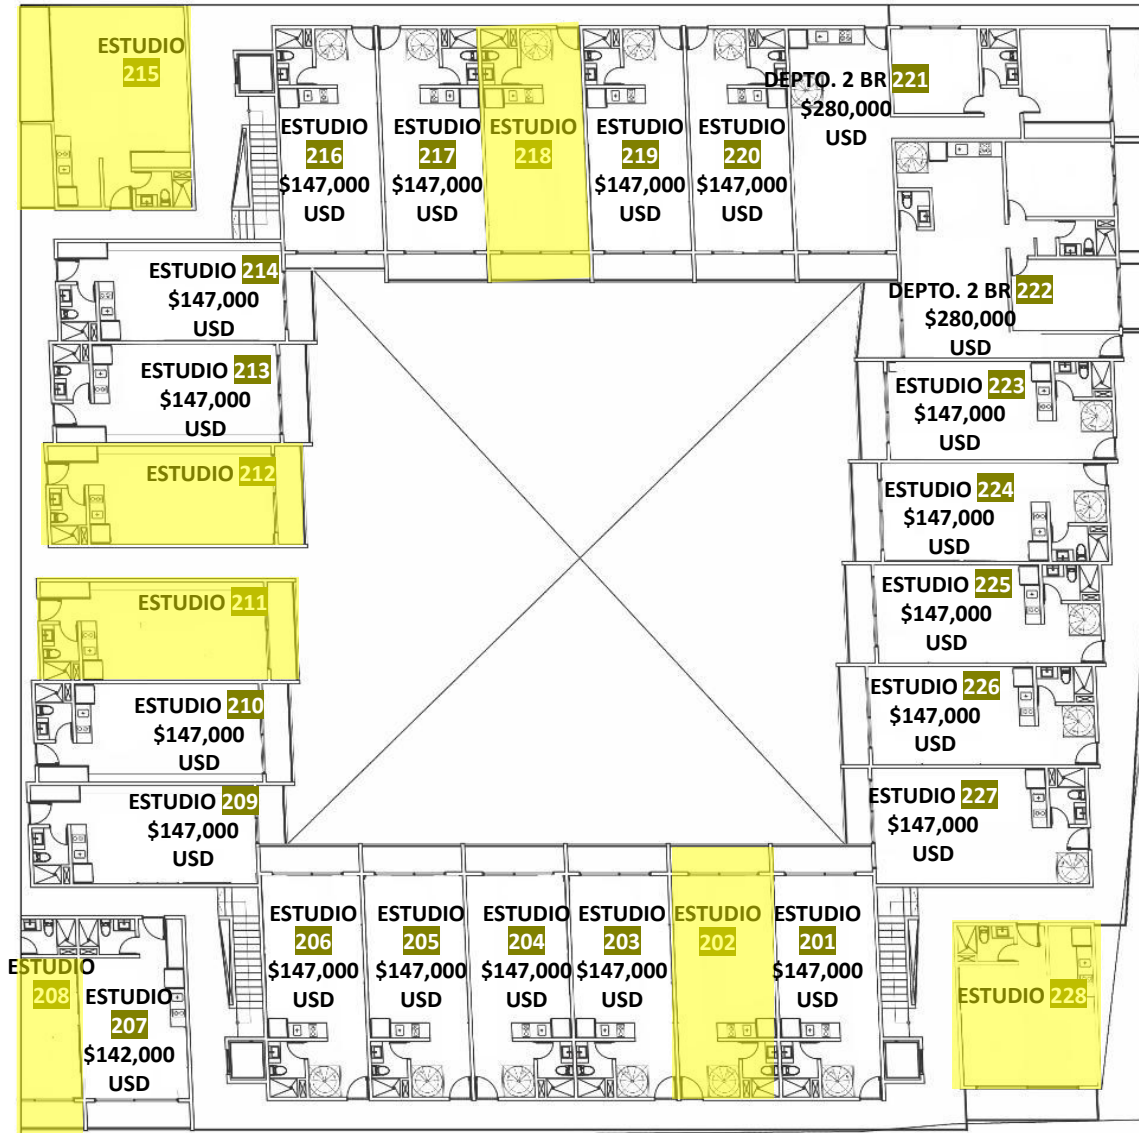 ESTUDIO
215
ESTUDIO
216
$147,000
USD
ESTUDIO
217
$147,000
USD
ESTUDIO
218
ESTUDIO
219
$147,000
USD
ESTUDIO
220
$147,000
USD
DEPTO. 2 BR 221
$280,000
USD
ESTUDIO 214
$147,000
USD
DEPTO. 2 BR 222
$280,000
USD
ESTUDIO 213
$147,000
USD
ESTUDIO 223
$147,000
USD
ESTUDIO 212
ESTUDIO 224
$147,000
USD
ESTUDIO 211
ESTUDIO 225
$147,000
USD
ESTUDIO 210
$147,000
USD
ESTUDIO 226
$147,000
USD
ESTUDIO 209
$147,000
USD
ESTUDIO 227
$147,000
USD
ESTUDIO
208
ESTUDIO
207
$142,000
USD
ESTUDIO
206
$147,000
USD
ESTUDIO
205
$147,000
USD
ESTUDIO
204
$147,000
USD
ESTUDIO
203
$147,000
USD
ESTUDIO
202
ESTUDIO
201
$147,000
USD
ESTUDIO 228